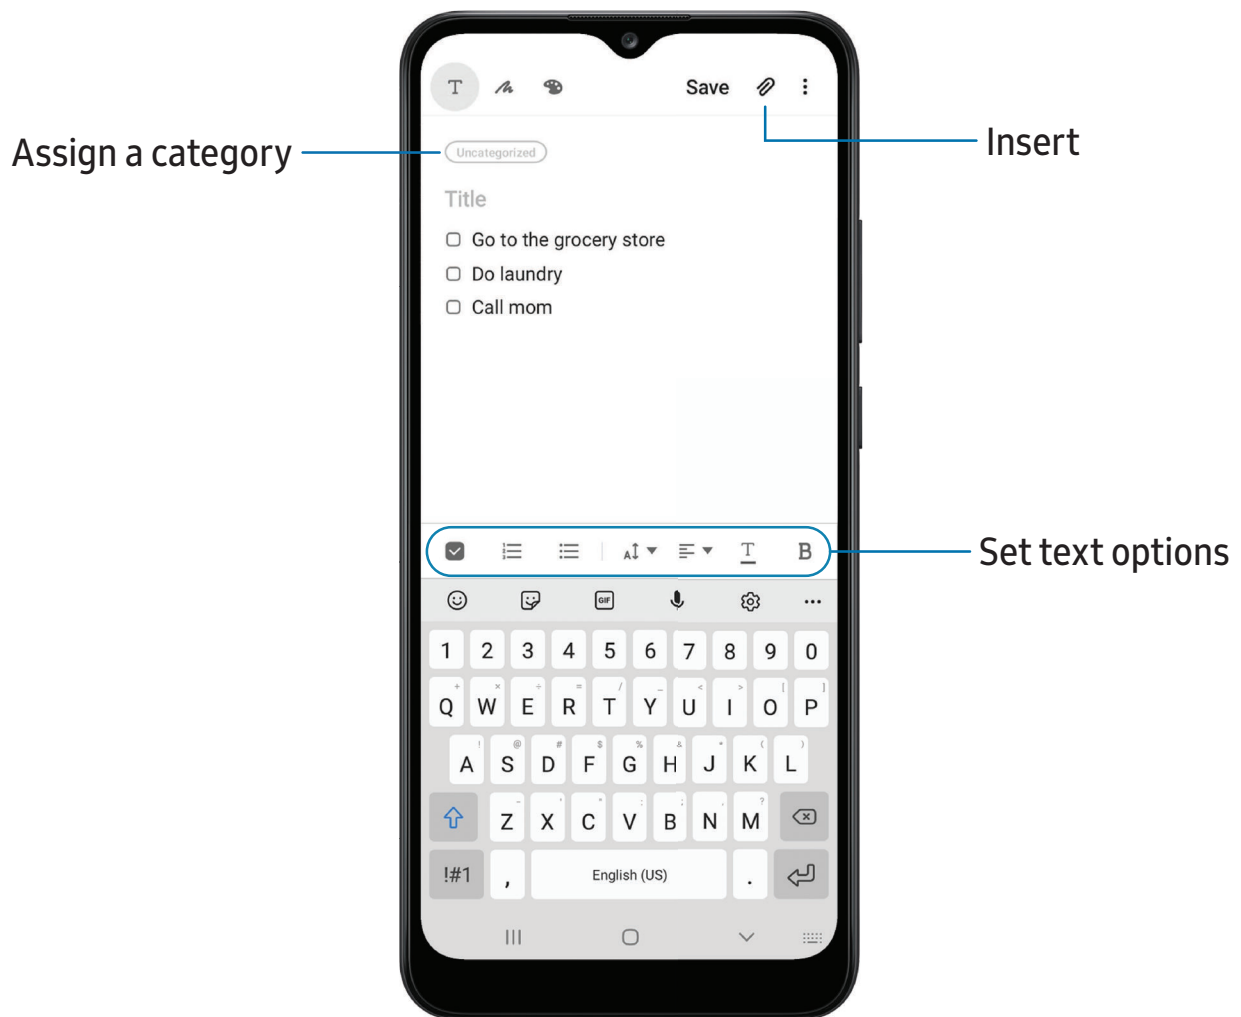 T
Save
Assign a category
Insert
Uncategorized
Title
Go to the grocery store
Do laundry
Call mom
Set text options
A T B
GIF
1 2 3 4 5 6 7 8 9 0
+ × ÷ = / _ < > [ ]
Q W E R T Y U I O P
! @ # $ % & * ( )
A S D F G H J K L
- ' " : ; , ?
Z X C V B N M
!#1 , English (US) .